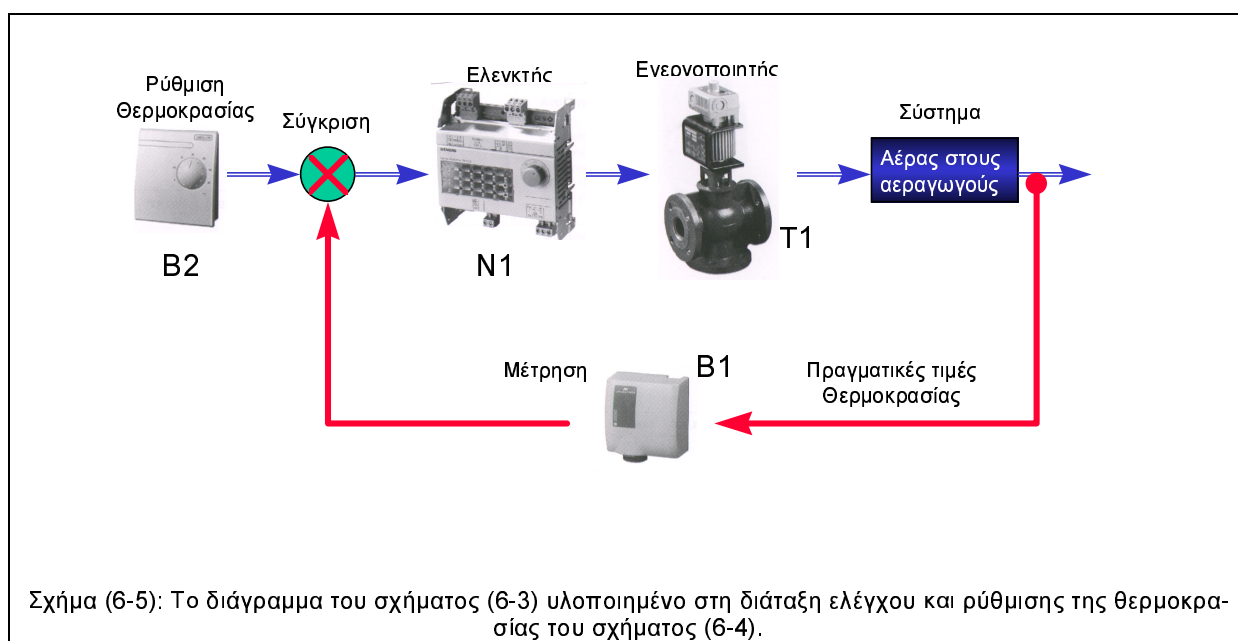 Ρύθμιση
Θερμοκρασίας
Σύγκριση
Ελεγκτής
Ενεργοποιητής
Σύστημα
Αέρας στους
αεραγωγούς
SIEMENS
B2
N1
T1
Μέτρηση
B1
Πραγματικές τιμές
Θερμοκρασίας
Σχήμα (6-5): Το διάγραμμα του σχήματος (6-3) υλοποιημένο στη διάταξη ελέγχου και ρύθμισης της θερμοκρα-
σίας του σχήματος (6-4).